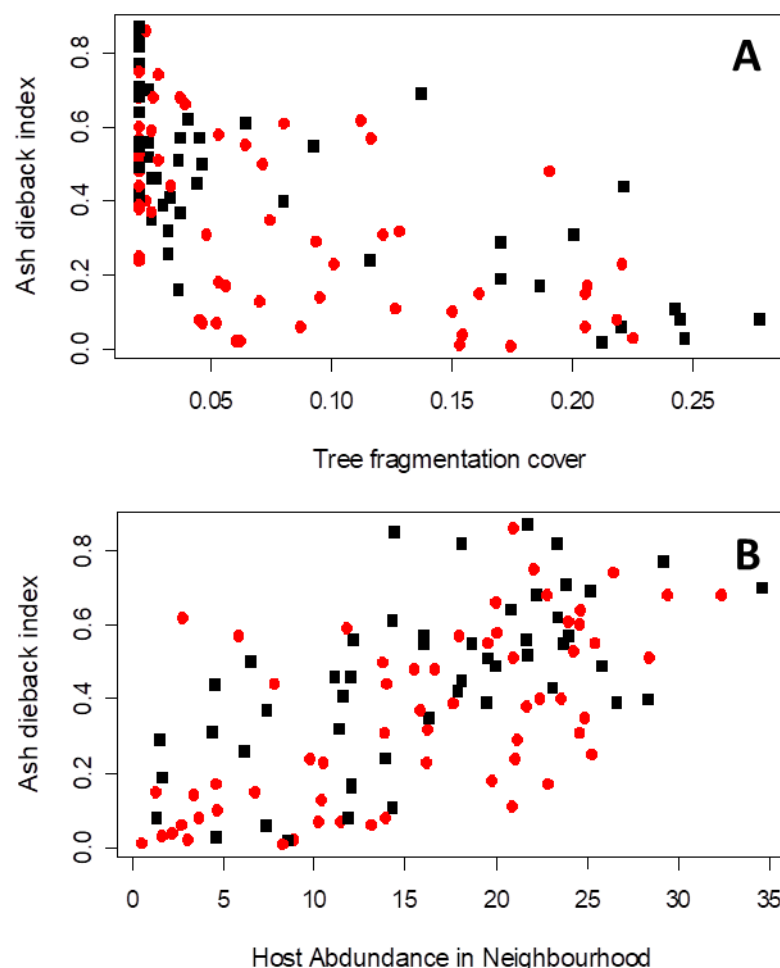 A
Ash dieback index
0.0 0.2 0.4 0.6 0.8
0.05 0.10 0.15 0.20 0.25
Tree fragmentation cover
B
Ash dieback index
0.0 0.2 0.4 0.6 0.8
0 5 10 15 20 25 30 35
Host Abdundance in Neighbourhood